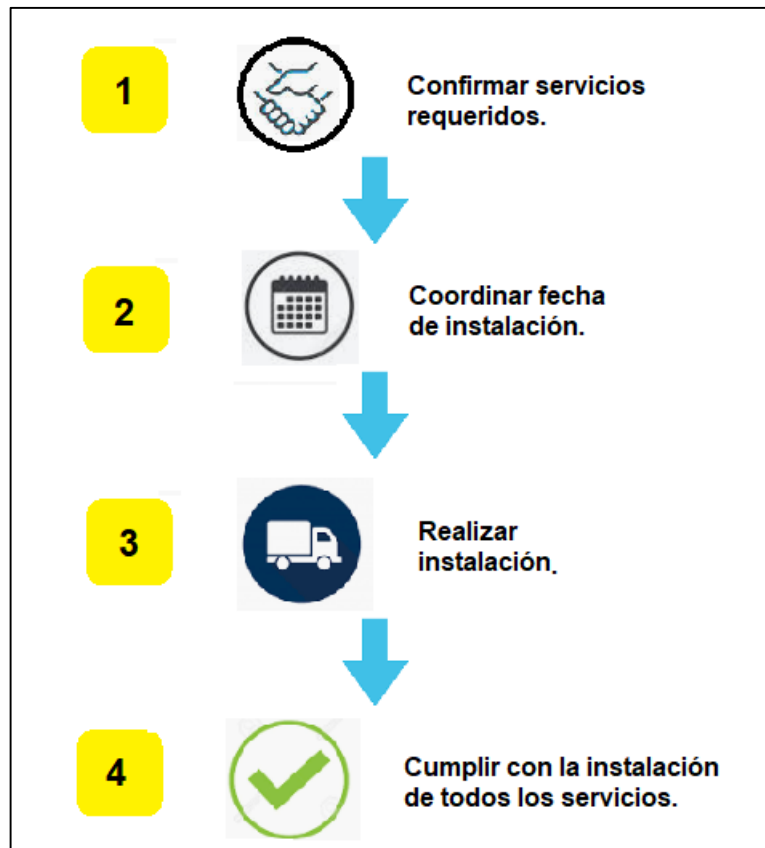 1
Confirmar servicios
requeridos.
2
Coordinar fecha
de instalación.
3
Realizar
instalación.
4
Cumplir con la instalación
de todos los servicios.